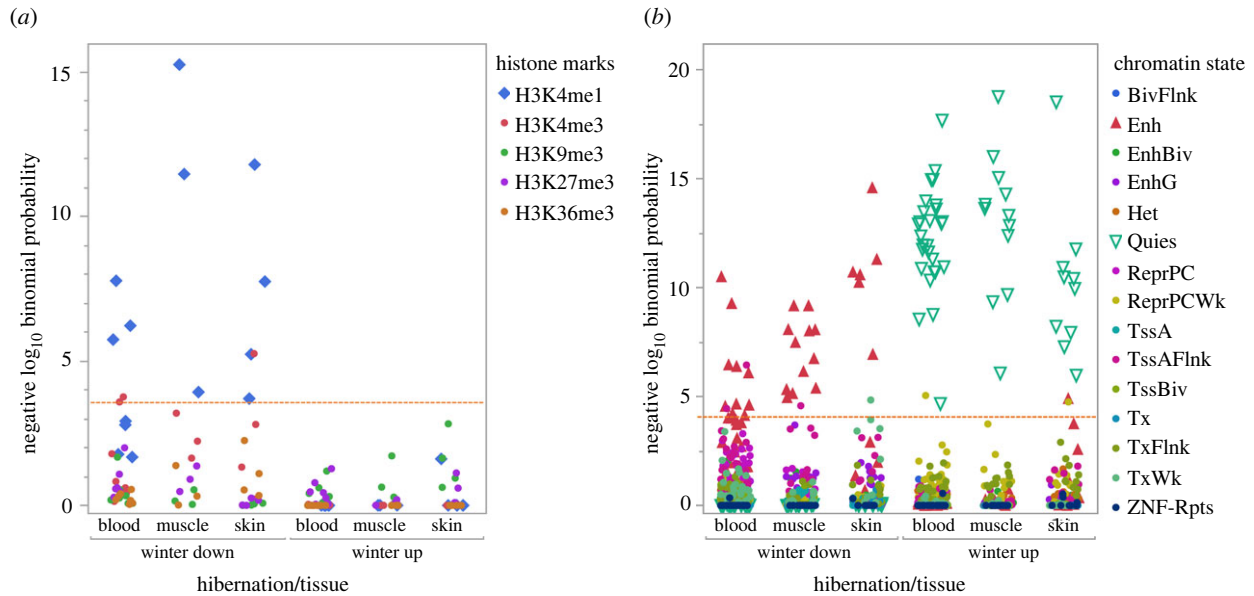 (a)
15
10
5
0
negative log10 binomial probability
blood muscle skin blood muscle skin
winter down winter up
hibernation/tissue
histone marks
H3K4me1
H3K4me3
H3K9me3
H3K27me3
H3K36me3
(b)
20
15
10
5
0
negative log10 binomial probability
blood muscle skin blood muscle skin
winter down winter up
hibernation/tissue
chromatin state
BivFlnk
Enh
EnhBiv
EnhG
Het
Quies
ReprPC
ReprPCWk
TssA
TssAFlnk
TssBiv
Tx
TxFlnk
TxWk
ZNF-Rpts